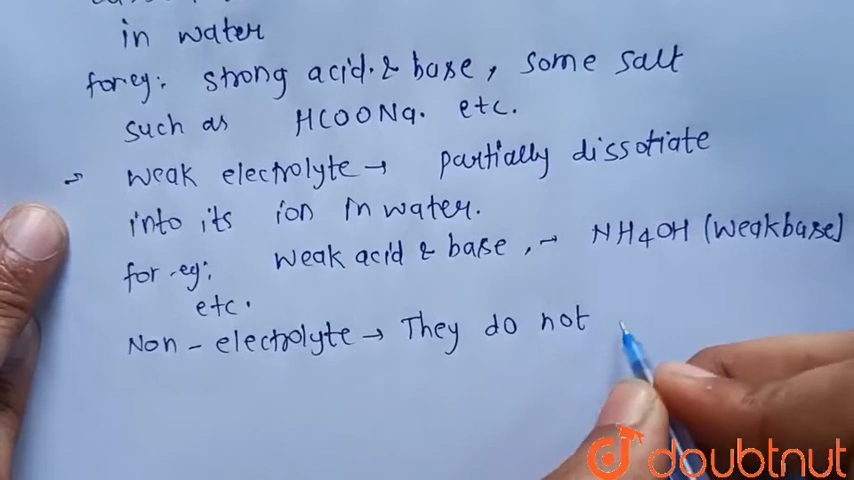 in water
for eg: strong acid & base, some salt
such as HCOONa. etc.
→ weak electrolyte → partially dissotiate
into its ion in water.
for -eg: weak acid & base, → NH4OH (weakbase)
etc.
Non-electrolyte → They do not
doubtnut